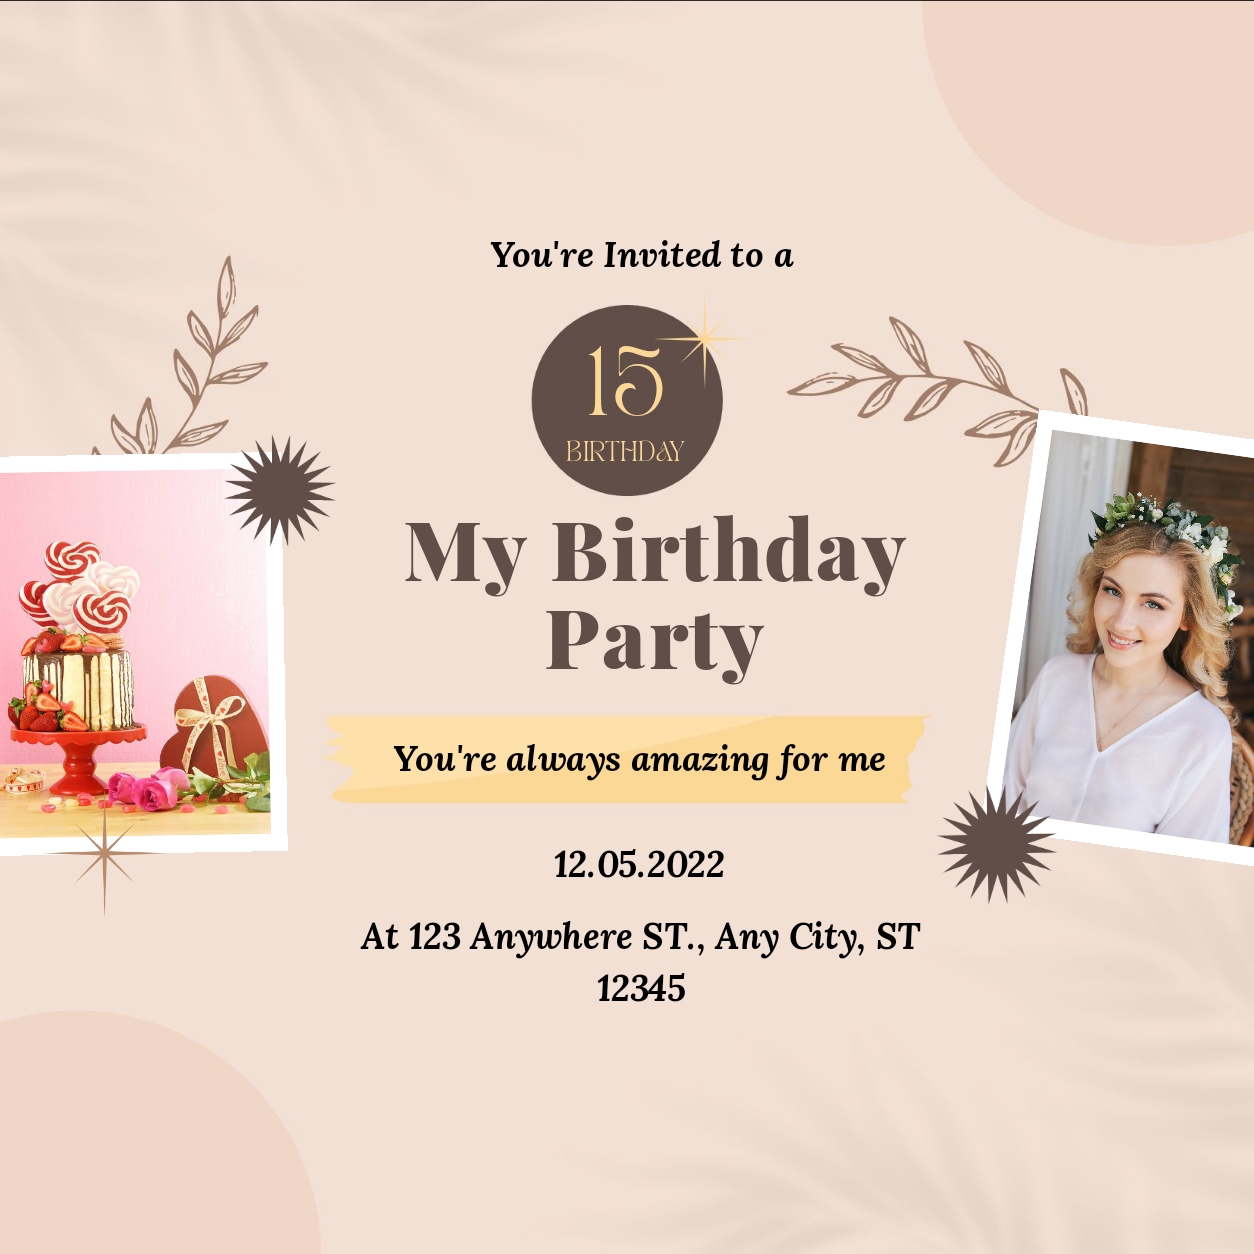 You're Invited to a
15
BIRTHDAY
My Birthday
Party
You're always amazing for me
12.05.2022
At 123 Anywhere ST., Any City, ST
12345